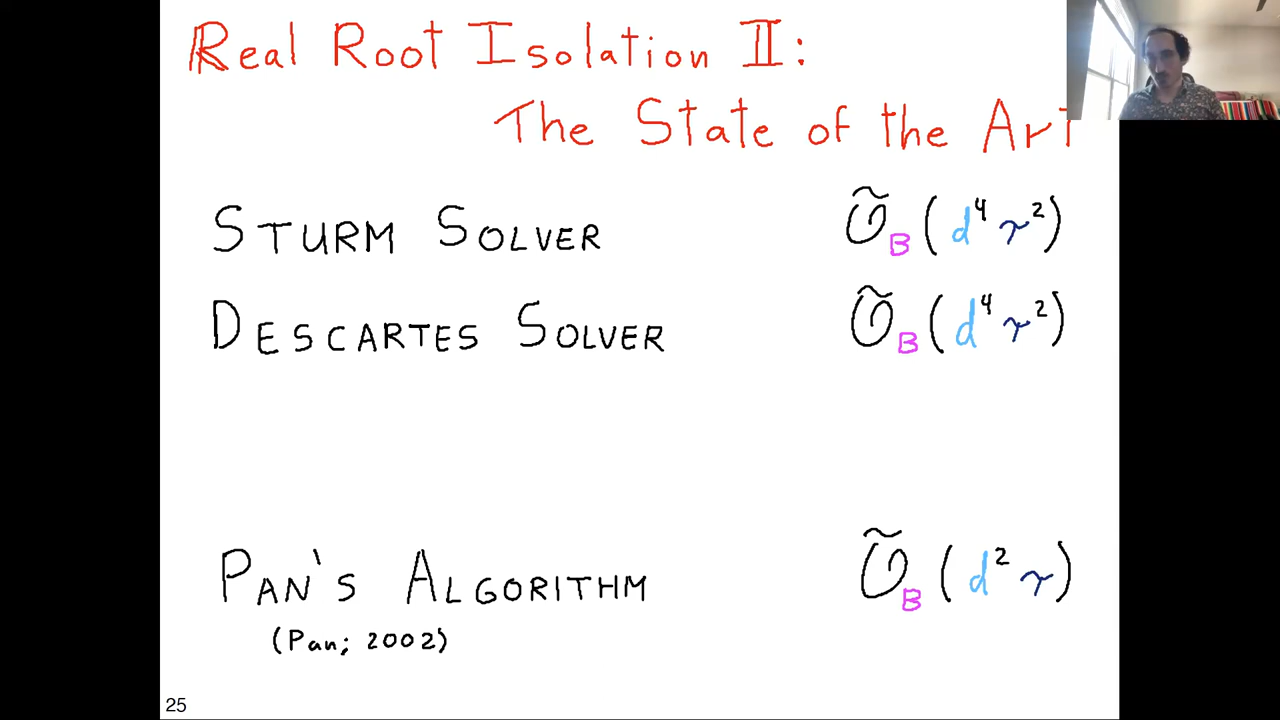 Real Root Isolation II:
The State of the Art
STURM SOLVER Õ_B(d⁴τ²)
DESCARTES SOLVER Õ_B(d⁴τ²)
PAN'S ALGORITHM Õ_B(d²τ)
(Pan; 2002)
25